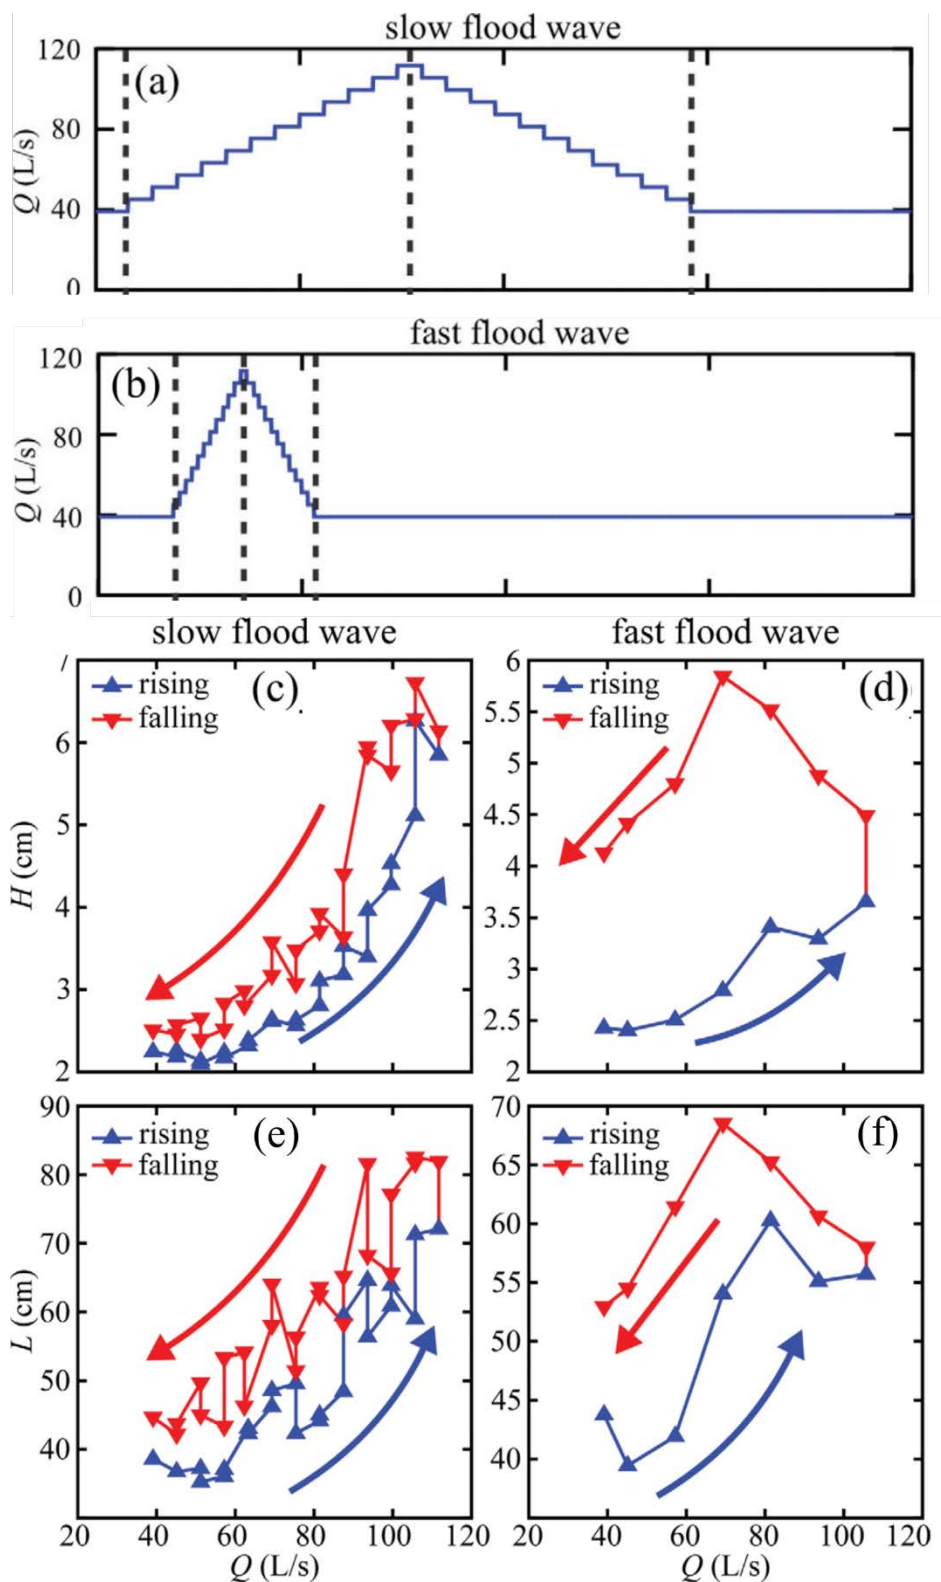 slow flood wave
120
(a)
80
Q (L/s)
40
0
fast flood wave
120
(b)
80
Q (L/s)
40
0
slow flood wave
fast flood wave
/
rising
falling
(c)
6
5
H (cm)
4
3
2
6
rising
falling
(d)
5.5
5
4.5
4
3.5
3
2.5
2
90
rising
falling
(e)
80
70
L (cm)
60
50
40
20 40 60 80 100 120
Q (L/s)
70
rising
falling
(f)
65
60
55
50
45
40
20 40 60 80 100 120
Q (L/s)